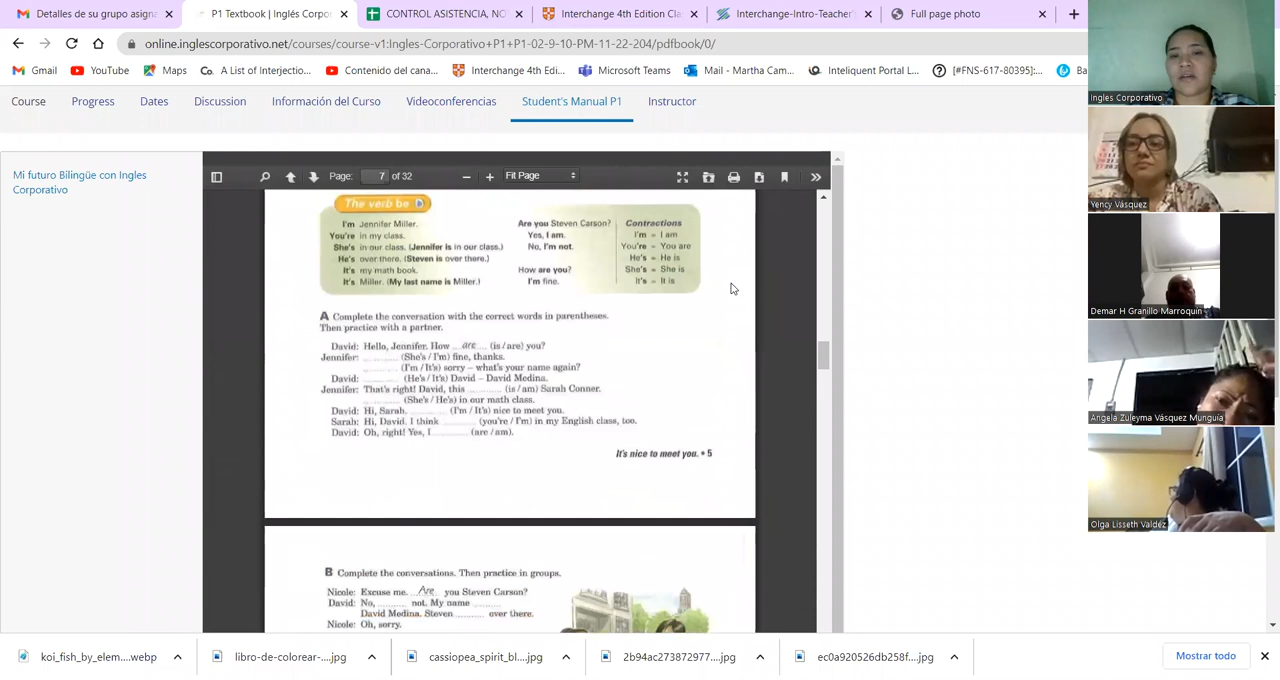 Detalles de su grupo asigna
P1 Textbook | Inglés Corpor
CONTROL ASISTENCIA, NO
Interchange 4th Edition Cla
Interchange-Intro-Teacher'
Full page photo
online.inglescorporativo.net/courses/course-v1:Ingles-Corporativo+P1+P1-02-9-10-PM-11-22-204/pdfbook/0/
Gmail
YouTube
Maps
A List of Interjectio...
Contenido del cana...
Interchange 4th Edi...
Microsoft Teams
Mail - Martha Cam...
Inteliquent Portal L...
[#FNS-617-80395]:...
Ba
Course
Progress
Dates
Discussion
Información del Curso
Videoconferencias
Student's Manual P1
Instructor
Mi futuro Bilingüe con Ingles
Corporativo
Page: 7 of 32
Fit Page
The verb be
I'm Jennifer Miller.
You're in my class.
She's in our class. (Jennifer is in our class.)
He's over there. (Steven is over there.)
It's my math book.
It's Miller. (My last name is Miller.)
Are you Steven Carson?
Yes, I am.
No, I'm not.
How are you?
I'm fine.
Contractions
I'm = I am
You're = You are
He's = He is
She's = She is
It's = It is
A Complete the conversation with the correct words in parentheses.
Then practice with a partner.
David: Hello, Jennifer. How are (is / are) you?
Jennifer: ........ (She's / I'm) fine, thanks.
........ (I'm / It's) sorry – what's your name again?
David: ........ (He's / It's) David – David Medina.
Jennifer: That's right! David, this ........ (is / am) Sarah Conner.
........ (She's / He's) in our math class.
David: Hi, Sarah. ........ (I'm / It's) nice to meet you.
Sarah: Hi, David. I think ........ (you're / I'm) in my English class, too.
David: Oh, right! Yes, I ........ (are / am).
It's nice to meet you. • 5
B Complete the conversations. Then practice in groups.
Nicole: Excuse me. Are you Steven Carson?
David: No, ........ not. My name ........
David Medina. Steven ........ over there.
Nicole: Oh, sorry.
Ingles Corporativo
Yency Vásquez
Demar H Granillo Marroquin
Angela Zuleyma Vásquez Munguía
Olga Lisseth Valdez
koi_fish_by_elem....webp
libro-de-colorear-....jpg
cassiopea_spirit_bl....jpg
2b94ac273872977....jpg
ec0a920526db258f....jpg
Mostrar todo